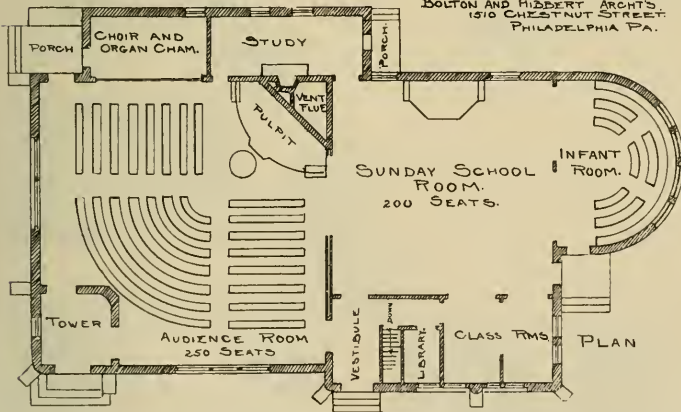 BOLTON AND HIBBERT ARCHT'S.
1510 CHESTNUT STREET.
PHILADELPHIA PA.
PORCH
CHOIR AND
ORGAN CHAM.
STUDY
PORCH.
VENT
FLUE
PULPIT
SUNDAY SCHOOL
ROOM.
200 SEATS.
INFANT
ROOM.
TOWER
AUDIENCE ROOM
250 SEATS
VESTIBULE
DOWN
LIBRARY.
CLASS RMS.
PLAN